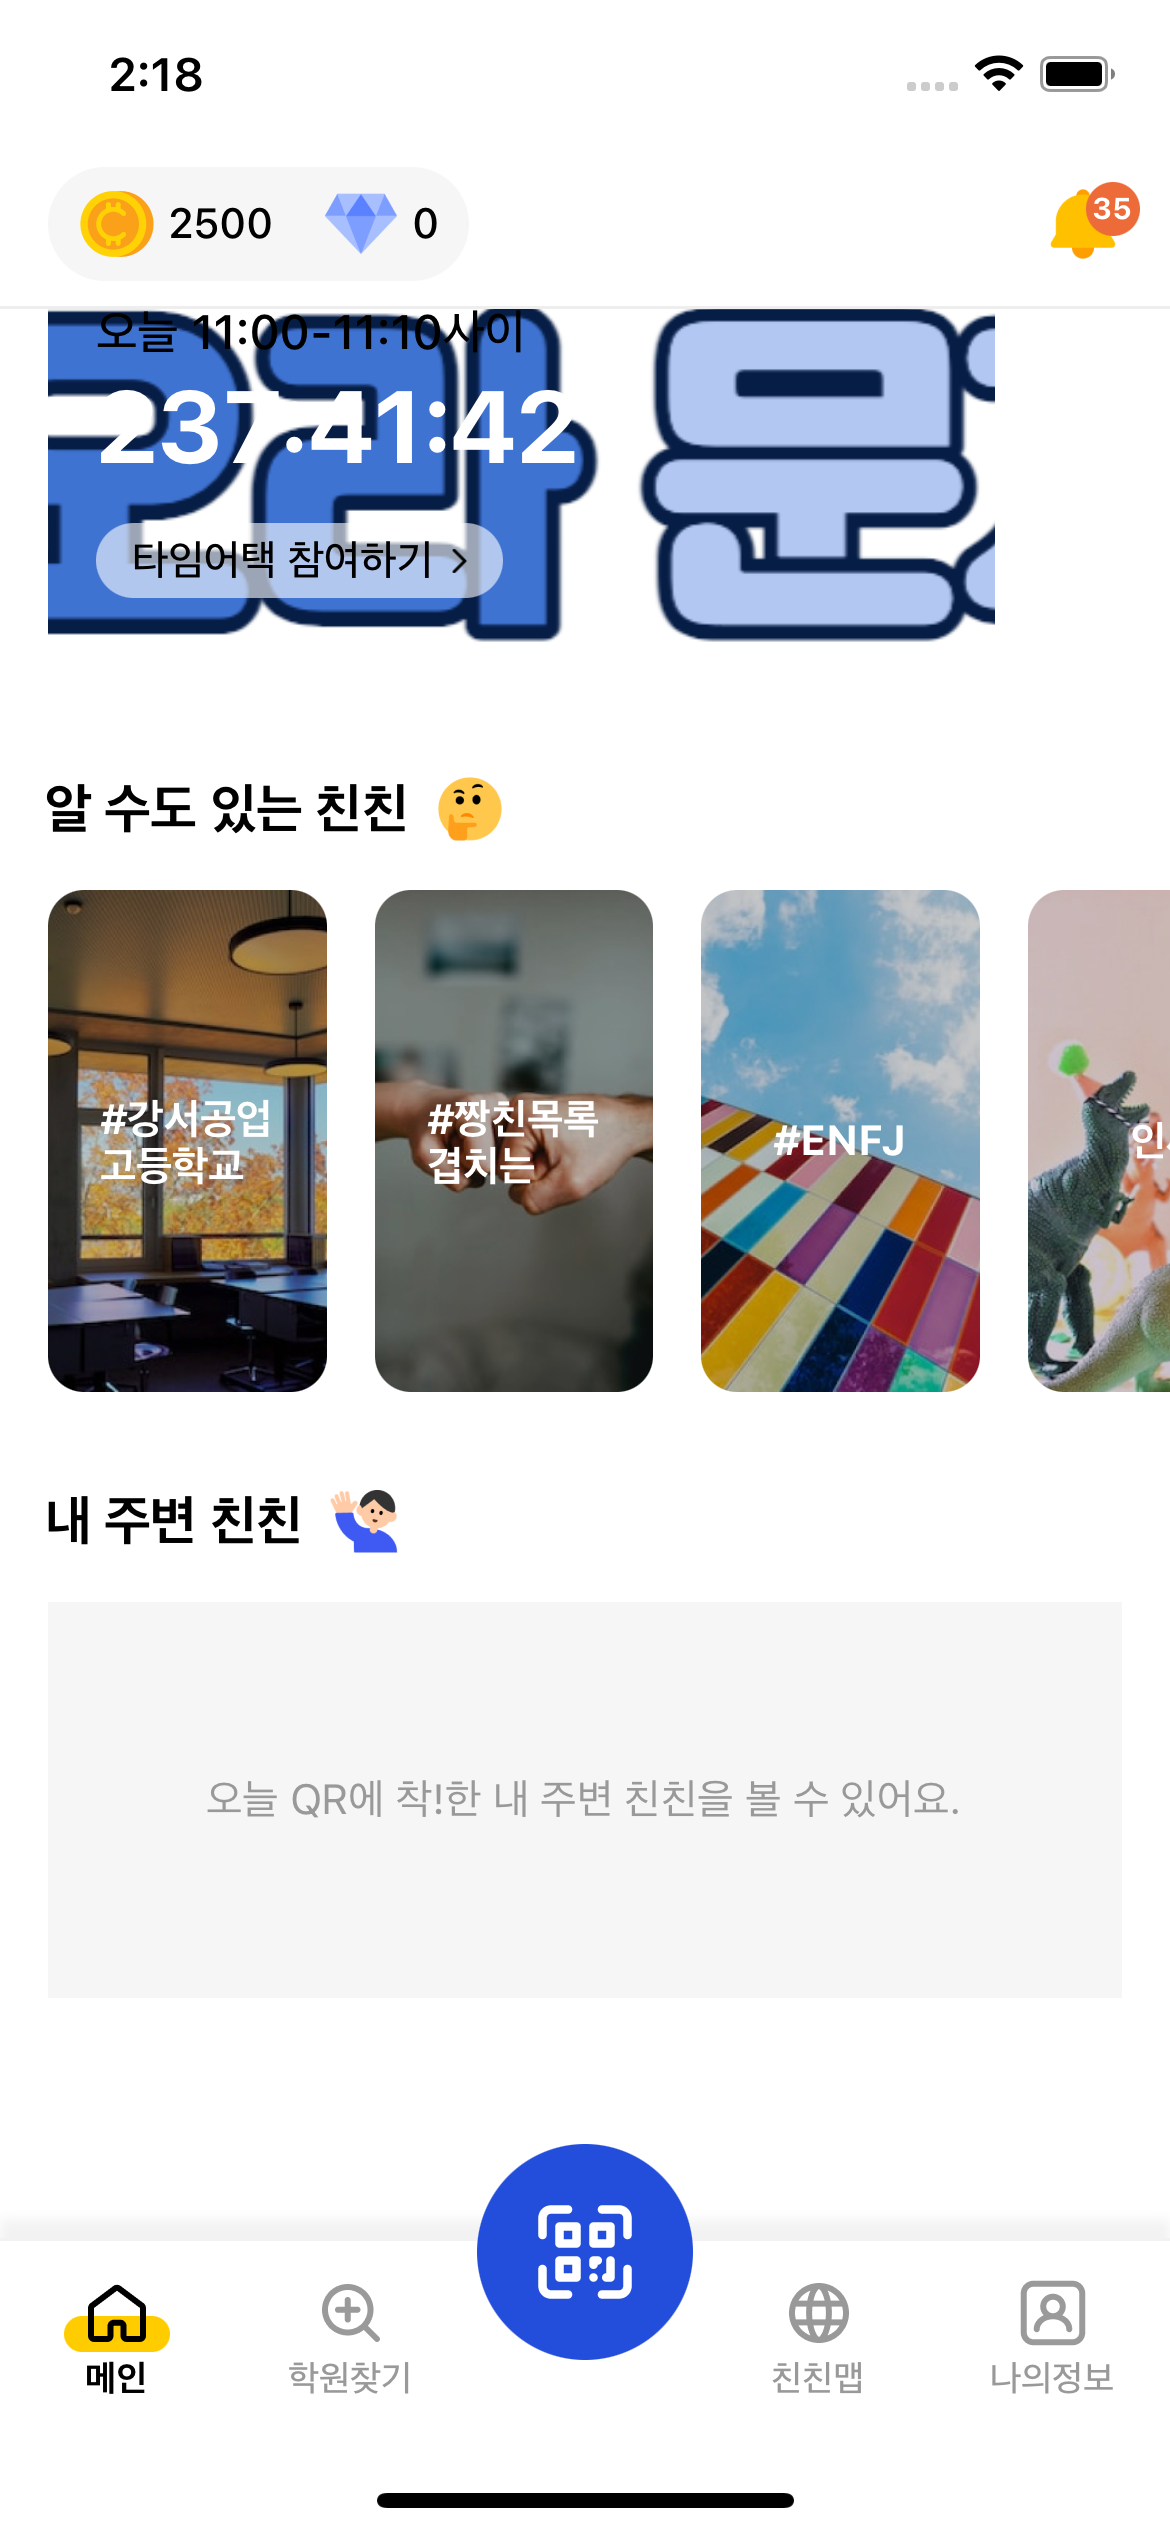 2:18
2500
0
35
오늘 11:00-11:10사이
237:41:42
타임어택 참여하기
알 수도 있는 친친
#강서공업
고등학교
#짱친목록
겹치는
#ENFJ
내 주변 친친
오늘 QR에 착!한 내 주변 친친을 볼 수 있어요.
메인
학원찾기
친친맵
나의정보